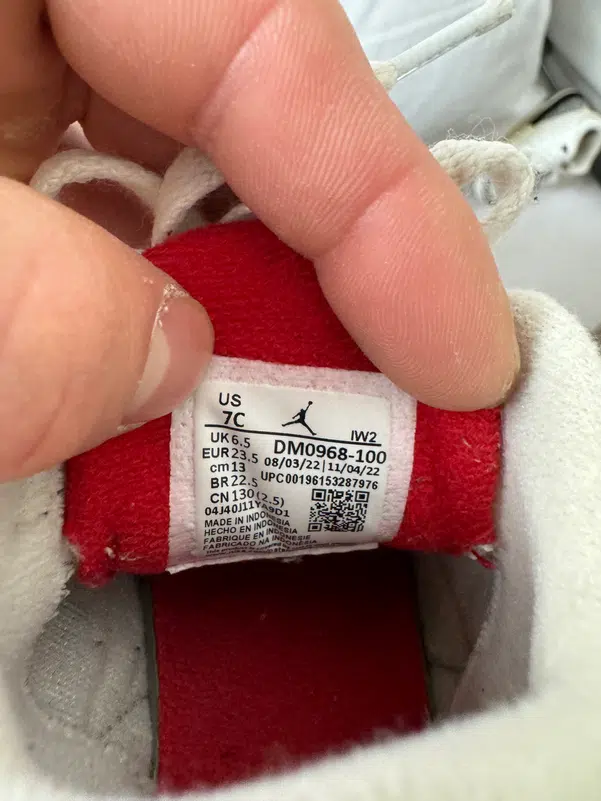 US
7C
IW2
UK 6.5
DM0968-100
EUR 23.5
08/03/22 | 11/04/22
cm 13
UPC00196153287976
BR 22.5
CN 130 (2.5)
04J40J11YA9D1
MADE IN INDONESIA
HECHO EN INDONESIA
FABRIQUE EN INDONESIE
FABRICADO NA INDONESIA